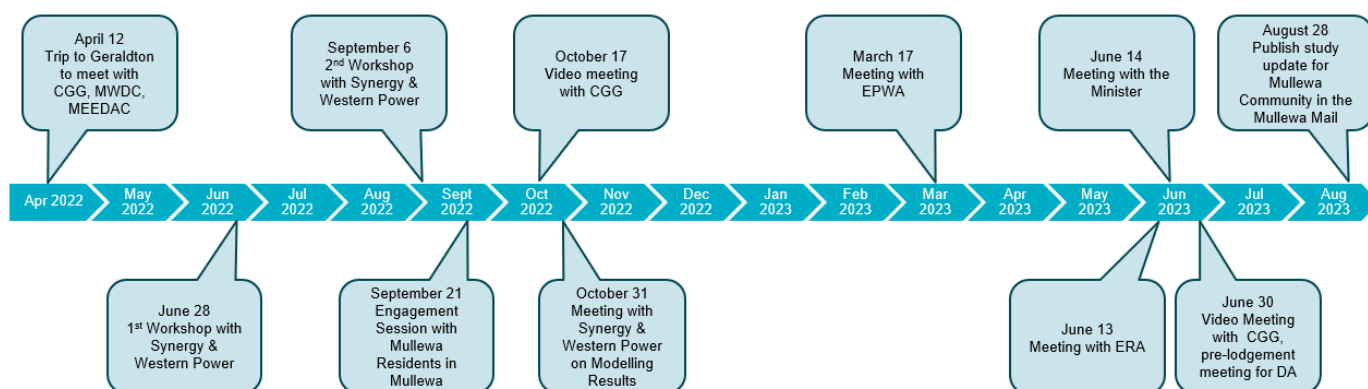 April 12
Trip to Geraldton
to meet with
CGG, MWDC,
MEEDAC
September 6
2nd Workshop
with Synergy &
Western Power
October 17
Video meeting
with CGG
March 17
Meeting with
EPWA
June 14
Meeting with the
Minister
August 28
Publish study
update for
Mullewa
Community in the
Mullewa Mail
Apr 2022
May
2022
Jun
2022
Jul
2022
Aug
2022
Sept
2022
Oct
2022
Nov
2022
Dec
2022
Jan
2023
Feb
2023
Mar
2023
Apr
2023
May
2023
Jun
2023
Jul
2023
Aug
2023
June 28
1st Workshop with
Synergy &
Western Power
September 21
Engagement
Session with
Mullewa
Residents in
Mullewa
October 31
Meeting with
Synergy &
Western Power
on Modelling
Results
June 13
Meeting with ERA
June 30
Video Meeting
with CGG,
pre-lodgement
meeting for DA